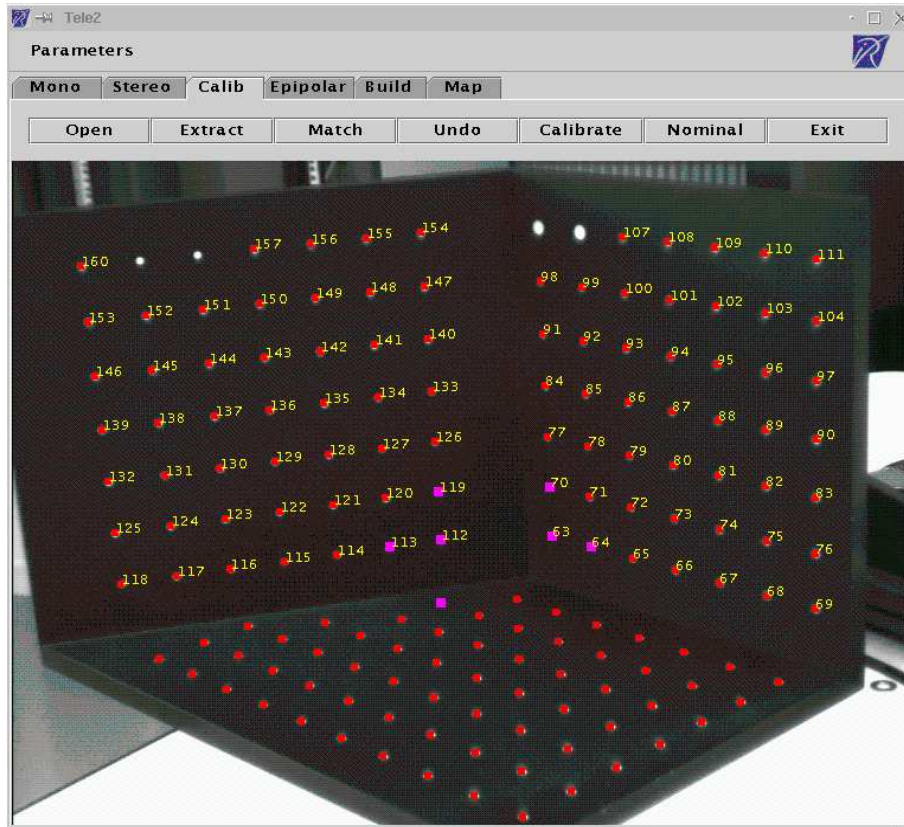 Tele2
Parameters
Mono Stereo Calib Epipolar Build Map
Open Extract Match Undo Calibrate Nominal Exit
160 157 156 155 154 107 108 109 110 111
153 152 151 150 149 148 147 98 99 100 101 102 103 104
146 145 144 143 142 141 140 91 92 93 94 95 96 97
139 138 137 136 135 134 133 84 85 86 87 88 89 90
132 131 130 129 128 127 126 77 78 79 80 81 82 83
125 124 123 122 121 120 119 70 71 72 73 74 75 76
118 117 116 115 114 113 112 63 64 65 66 67 68 69